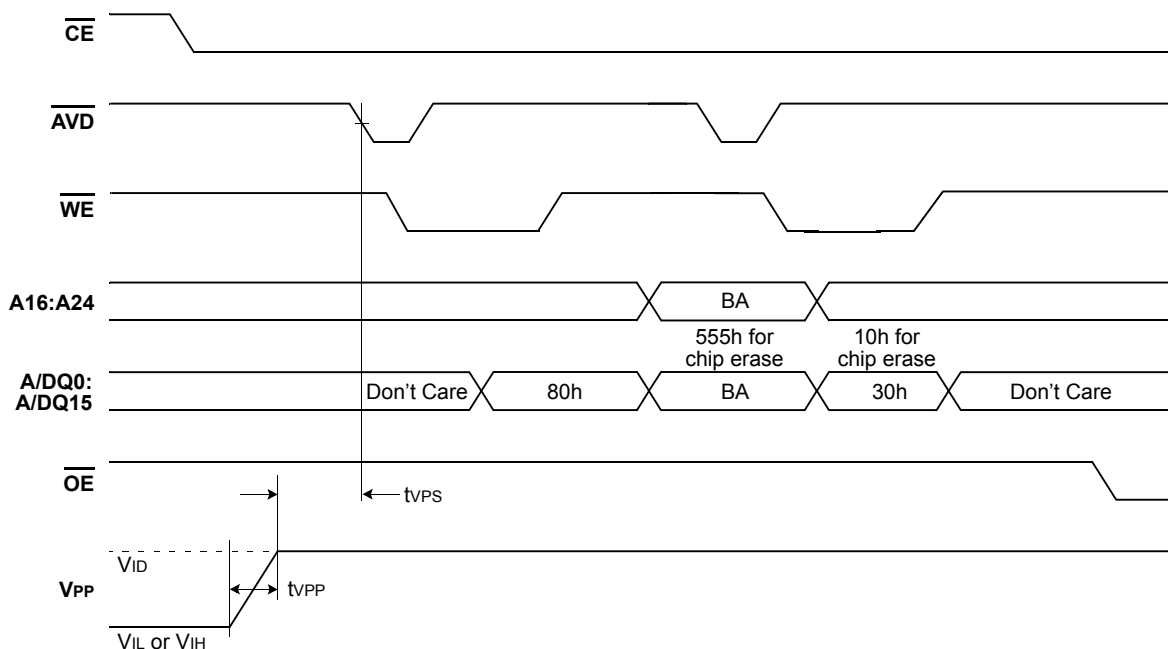 CE
AVD
WE
A16:A24
BA
555h for
chip erase
10h for
chip erase
A/DQ0:
A/DQ15
Don't Care
80h
BA
30h
Don't Care
OE
tVPS
VID
VPP
tVPP
VIL or VIH